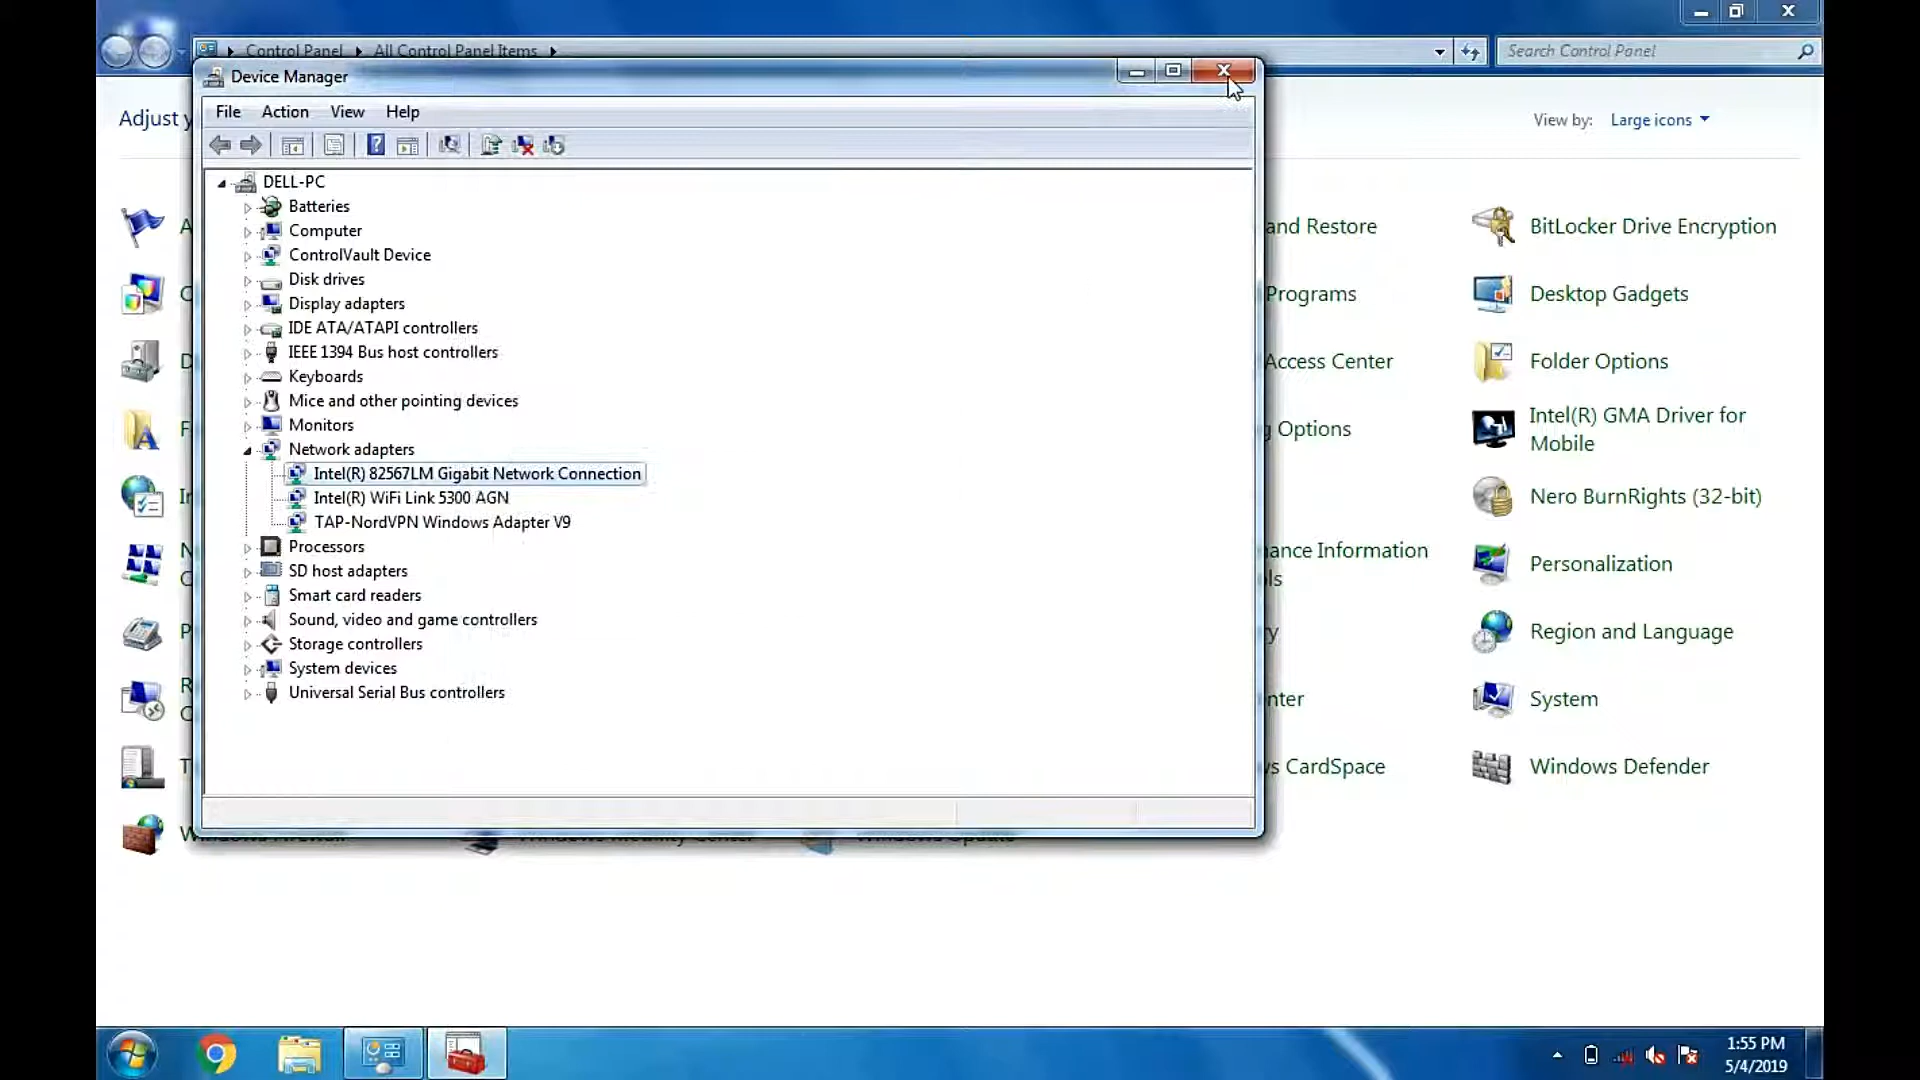 Control Panel
All Control Panel Items
Search Control Panel
Device Manager
File Action View Help
Adjust
View by: Large icons
DELL-PC
Batteries
Computer
ControlVault Device
Disk drives
Display adapters
IDE ATA/ATAPI controllers
IEEE 1394 Bus host controllers
Keyboards
Mice and other pointing devices
Monitors
Network adapters
Intel(R) 82567LM Gigabit Network Connection
Intel(R) WiFi Link 5300 AGN
TAP-NordVPN Windows Adapter V9
Processors
SD host adapters
Smart card readers
Sound, video and game controllers
Storage controllers
System devices
Universal Serial Bus controllers
and Restore
Programs
Access Center
Options
Information
CardSpace
BitLocker Drive Encryption
Desktop Gadgets
Folder Options
Intel(R) GMA Driver for
Mobile
Nero BurnRights (32-bit)
Personalization
Region and Language
System
Windows Defender
1:55 PM
5/4/2019